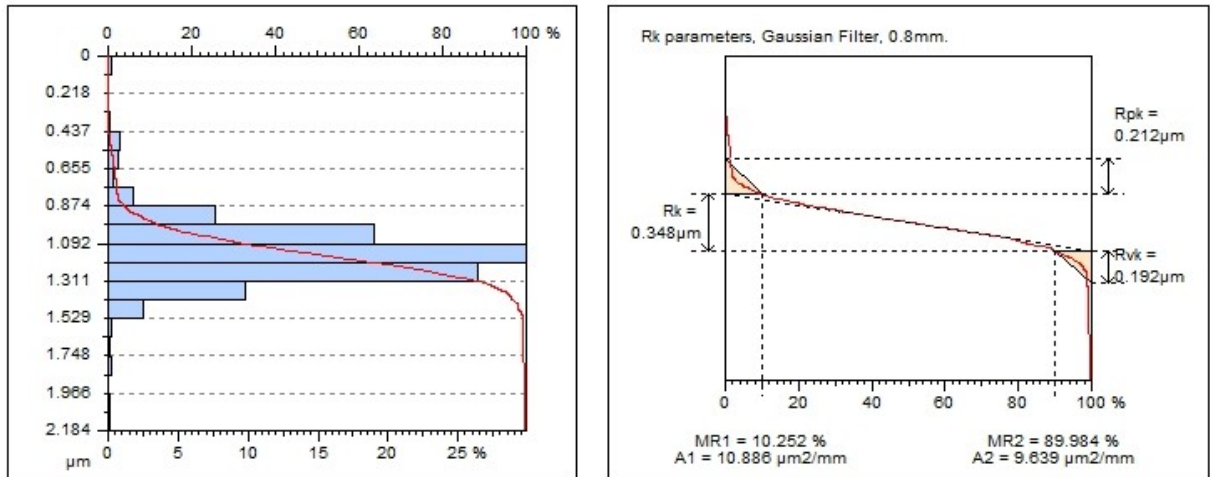 0 20 40 60 80 100 %
0
0.218
0.437
0.655
0.874
1.092
1.311
1.529
1.748
1.966
2.184
µm
0 5 10 15 20 25 %
Rk parameters, Gaussian Filter, 0.8mm.
Rpk =
0.212µm
Rk =
0.348µm
Rvk =
0.192µm
0 20 40 60 80 100 %
MR1 = 10.252 %
A1 = 10.886 µm2/mm
MR2 = 89.984 %
A2 = 9.639 µm2/mm